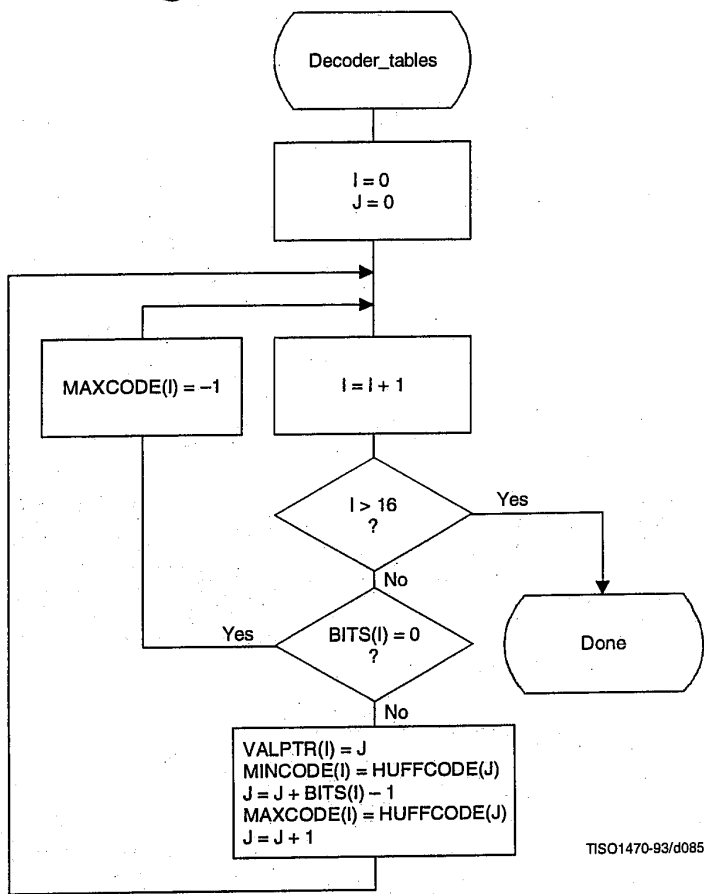 Decoder_tables
I = 0
J = 0
MAXCODE(I) = –1
I = I + 1
I > 16
?
Yes
No
Yes
BITS(I) = 0
?
Done
No
VALPTR(I) = J
MINCODE(I) = HUFFCODE(J)
J = J + BITS(I) – 1
MAXCODE(I) = HUFFCODE(J)
J = J + 1
TISO1470-93/d085